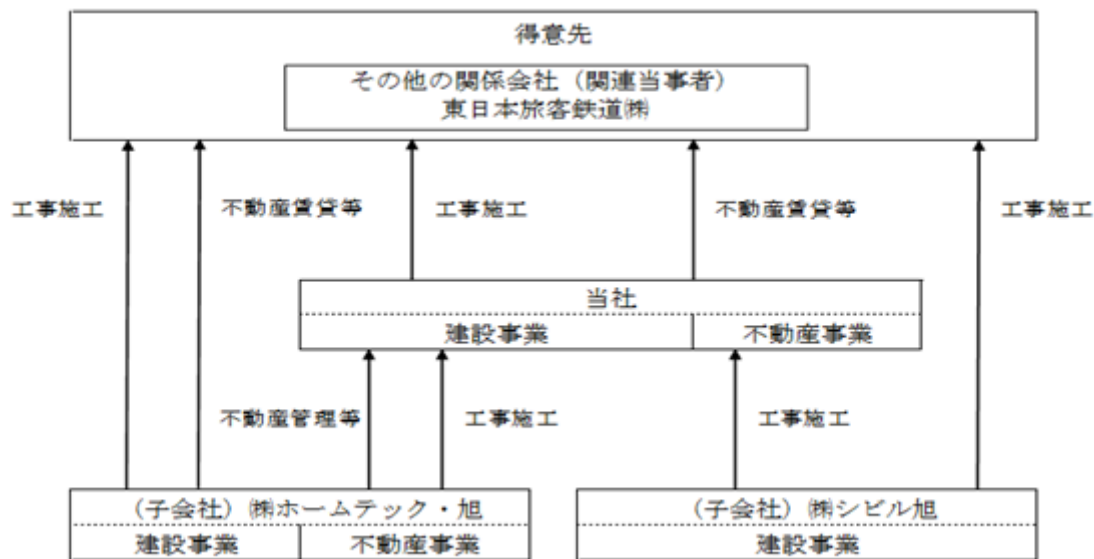 得意先
その他の関係会社（関連当事者）
東日本旅客鉄道㈱
工事施工
不動産賃貸等
工事施工
不動産賃貸等
工事施工
当社
建設事業
不動産事業
不動産管理等
工事施工
工事施工
（子会社）㈱ホームテック・旭
建設事業
不動産事業
（子会社）㈱シビル旭
建設事業